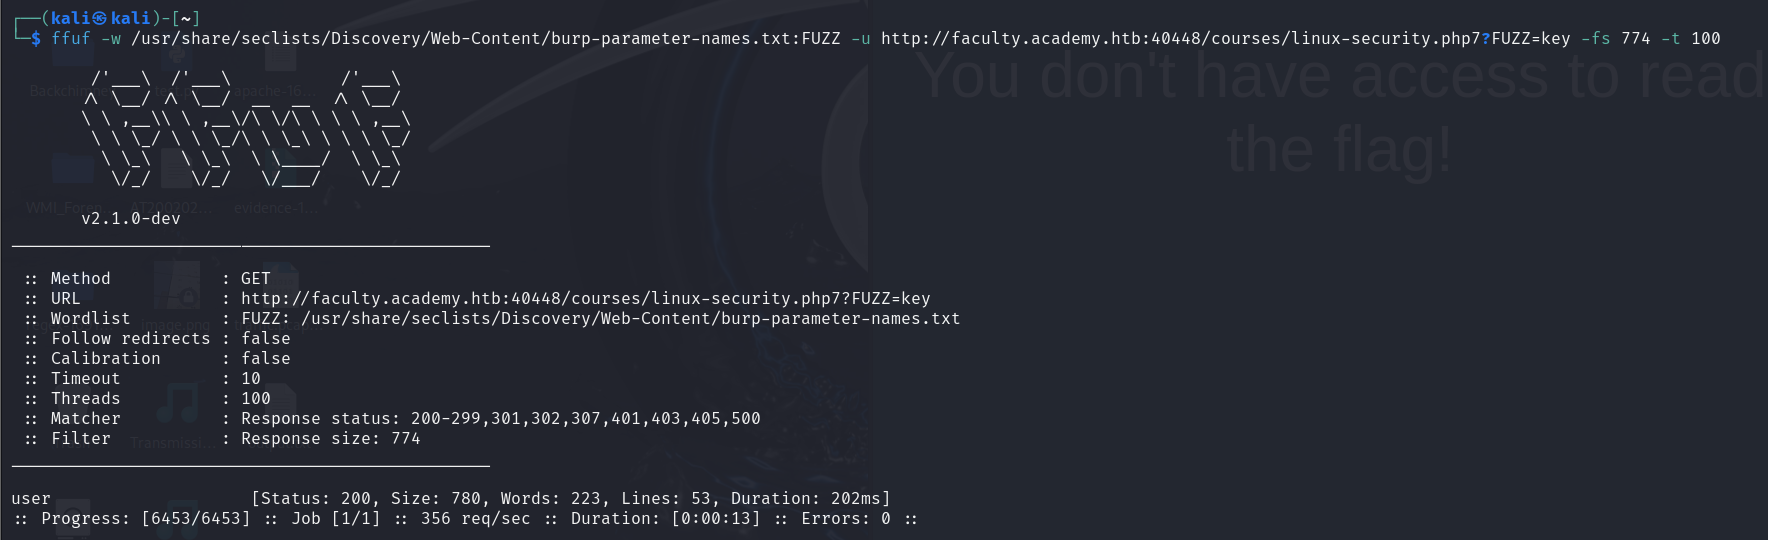 ┌──(kali㉿kali)-[~]
└─$ ffuf -w /usr/share/seclists/Discovery/Web-Content/burp-parameter-names.txt:FUZZ -u http://faculty.academy.htb:40448/courses/linux-security.php7?FUZZ=key -fs 774 -t 100
You don't have access to read
the flag!
v2.1.0-dev
:: Method : GET
:: URL : http://faculty.academy.htb:40448/courses/linux-security.php7?FUZZ=key
:: Wordlist : FUZZ: /usr/share/seclists/Discovery/Web-Content/burp-parameter-names.txt
:: Follow redirects : false
:: Calibration : false
:: Timeout : 10
:: Threads : 100
:: Matcher : Response status: 200-299,301,302,307,401,403,405,500
:: Filter : Response size: 774
user [Status: 200, Size: 780, Words: 223, Lines: 53, Duration: 202ms]
:: Progress: [6453/6453] :: Job [1/1] :: 356 req/sec :: Duration: [0:00:13] :: Errors: 0 ::